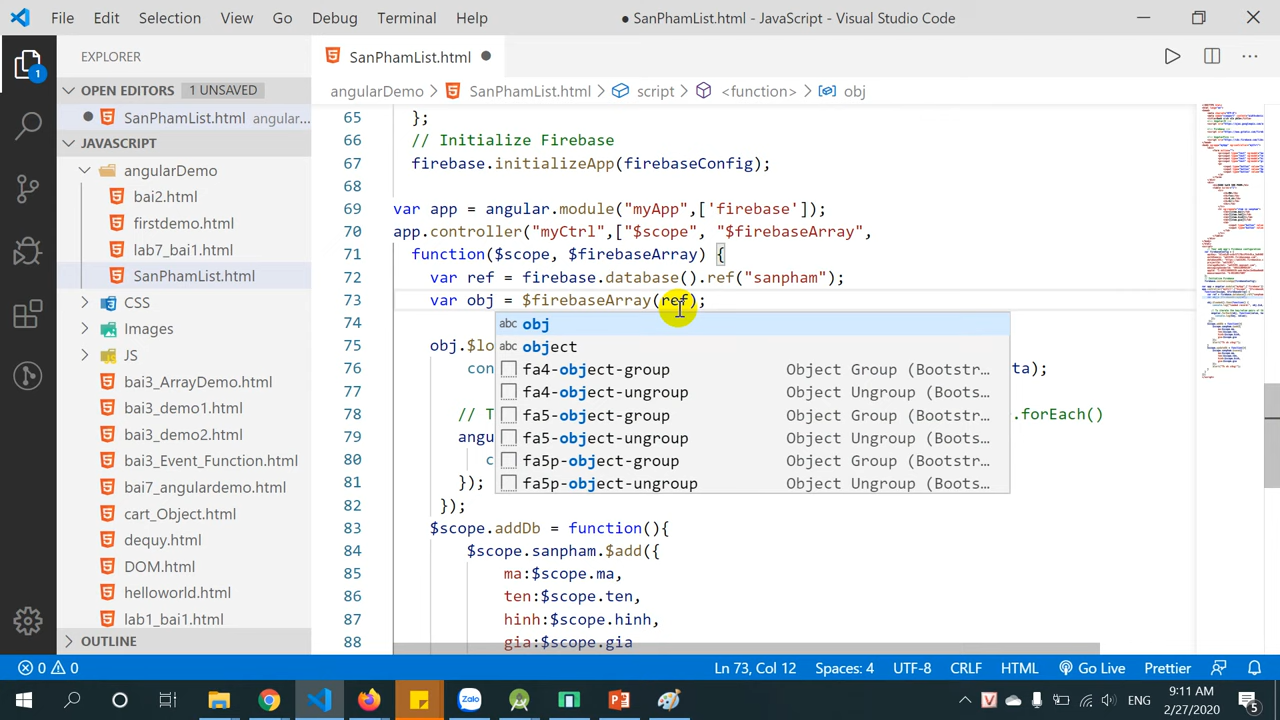 File Edit Selection View Go Debug Terminal Help
● SanPhamList.html - JavaScript - Visual Studio Code
EXPLORER
OPEN EDITORS 1 UNSAVED
SanPhamList.html angular...
JAVASCRIPT
angularDemo
bai2.html
firstdemo.html
lab7_bai1.html
SanPhamList.html
CSS
Images
JS
bai3_ArrayDemo.html
bai3_demo1.html
bai3_demo2.html
bai3_Event_Function.html
bai7_angulardemo.html
cart_Object.html
dequy.html
DOM.html
helloworld.html
lab1_bai1.html
OUTLINE
SanPhamList.html
angularDemo > SanPhamList.html > script > <function> > obj
65 };
66 // Initialize Firebase
67 firebase.initializeApp(firebaseConfig);
68
69 var app = angular.module("myApp",["firebase"]);
70 app.controller("myCtrl",["$scope", "$firebaseArray",
71 function($scope, $firebaseArray) {
72 var ref = firebase.database().ref("sanpham");
73 var obj = $firebaseArray(ref);
74
75 obj.$lo
76 con ta);
77
78 // T .forEach()
79 angu
80 c
81 });
82 });
83 $scope.addDb = function(){
84 $scope.sanpham.$add({
85 ma:$scope.ma,
86 ten:$scope.ten,
87 hinh:$scope.hinh,
88 gia:$scope.gia
abc obj
abc object
fa4-object-group Object Group (Bootstr...
fa4-object-ungroup Object Ungroup (Boots...
fa5-object-group Object Group (Bootstr...
fa5-object-ungroup Object Ungroup (Boots...
fa5p-object-group Object Group (Bootstr...
fa5p-object-ungroup Object Ungroup (Boots...
0 0 Ln 73, Col 12 Spaces: 4 UTF-8 CRLF HTML Go Live Prettier
Zalo
ENG
5:11 AM
2/27/2020
5